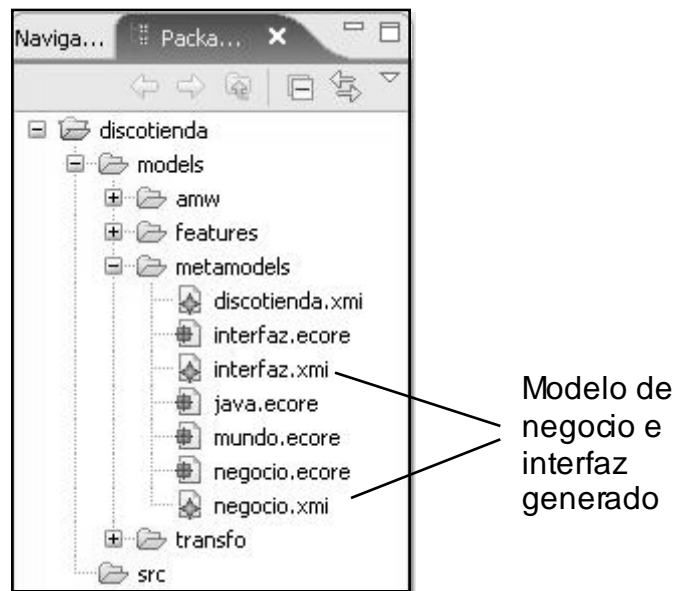 Naviga... Packa...
discotienda
models
amw
features
metamodels
discotienda.xmi
interfaz.ecore
interfaz.xmi
java.ecore
mundo.ecore
negocio.ecore
negocio.xmi
transfo
src
Modelo de
negocio e
interfaz
generado